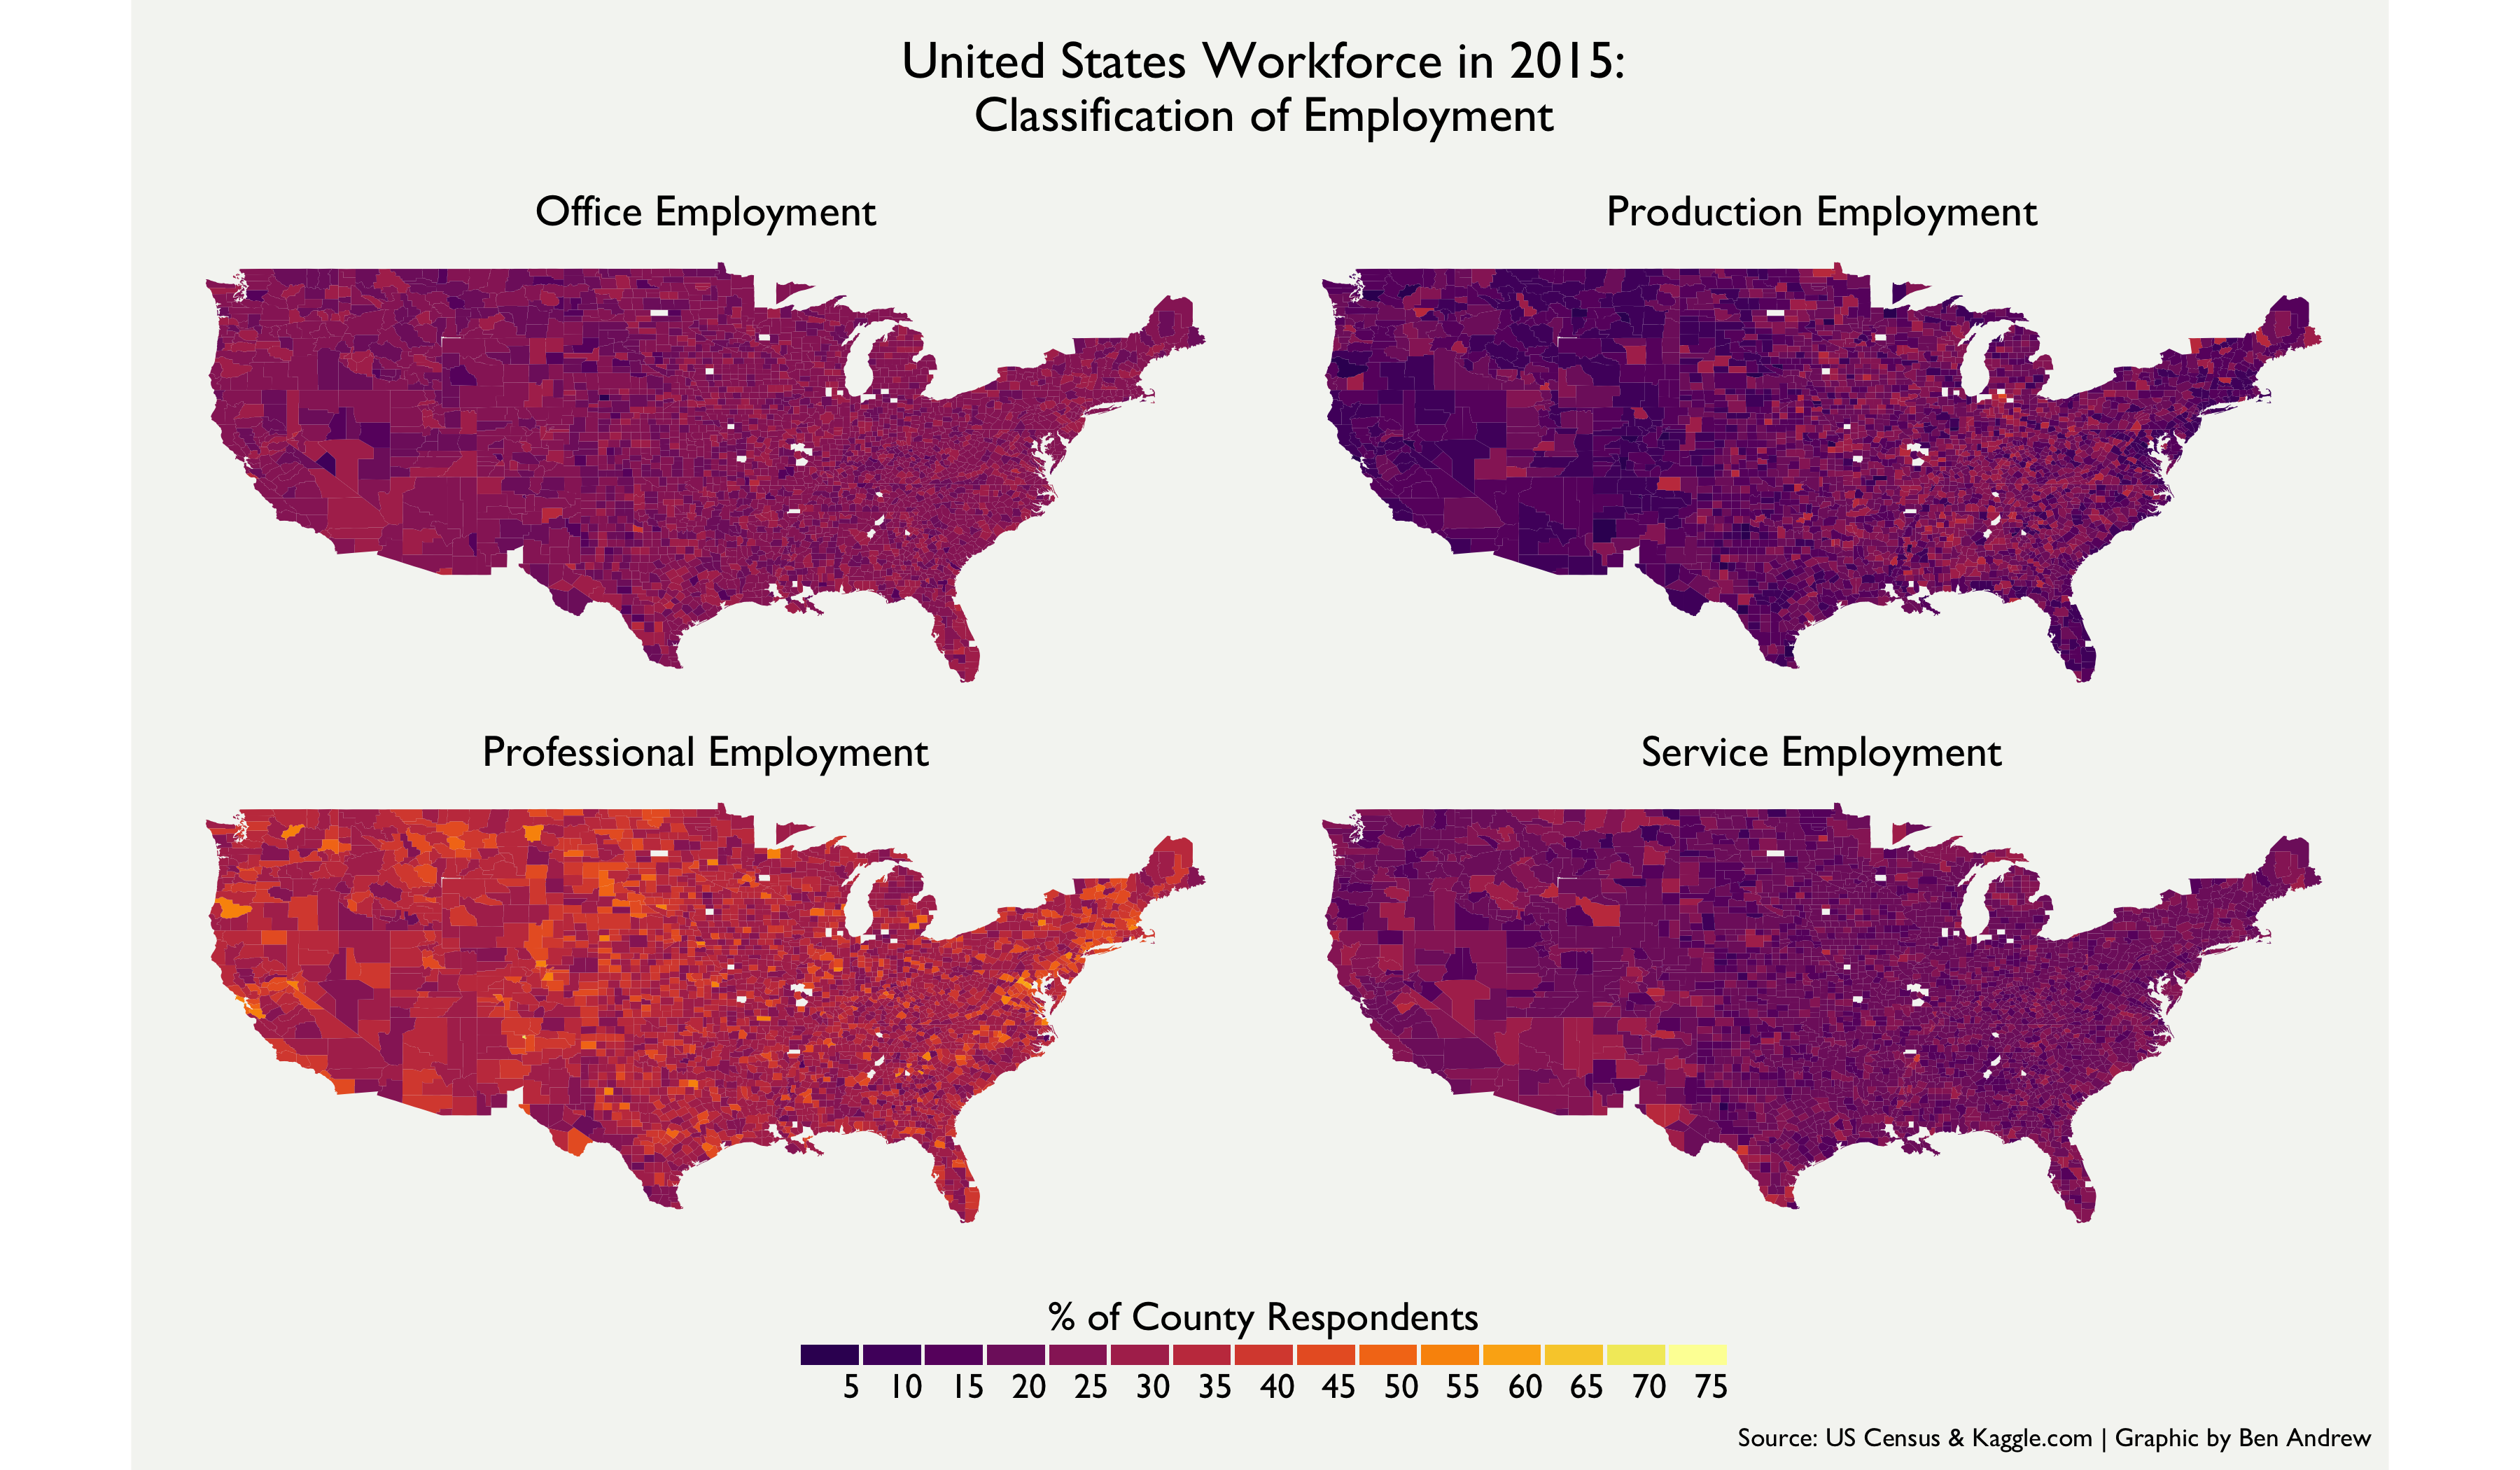 United States Workforce in 2015:
Classification of Employment
Office Employment
Production Employment
Professional Employment
Service Employment
% of County Respondents
5 10 15 20 25 30 35 40 45 50 55 60 65 70 75
Source: US Census & Kaggle.com | Graphic by Ben Andrew